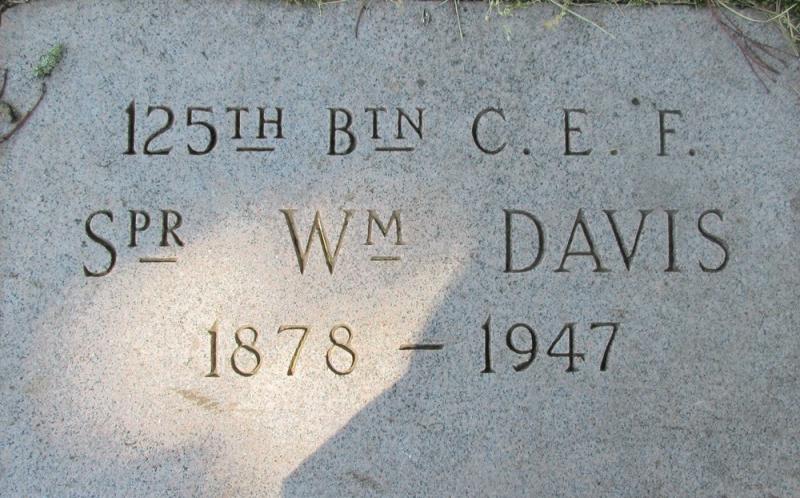 125TH BTN C. E. F.
SPR WM DAVIS
1878 – 1947